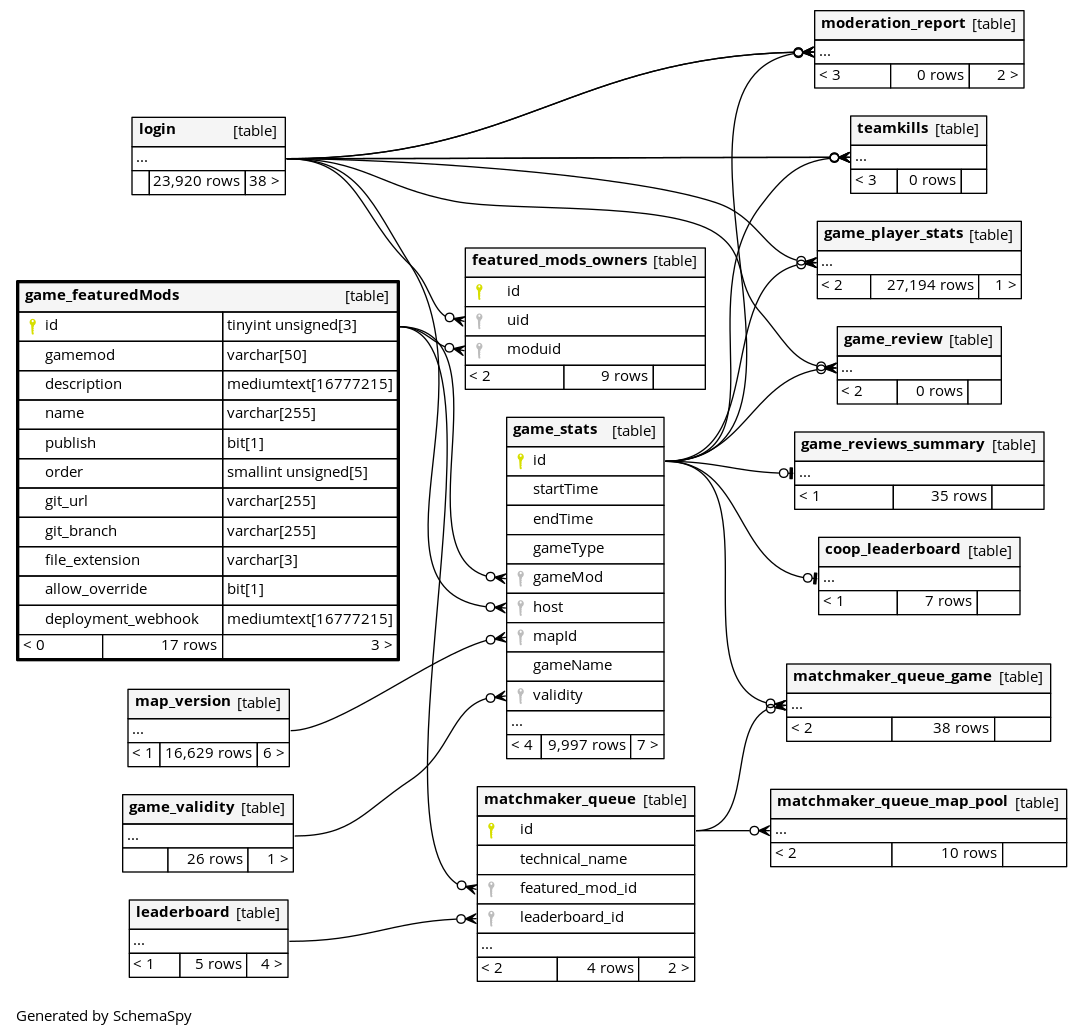 moderation_report [table]
...
< 3 0 rows 2 >
login [table]
...
23,920 rows 38 >
teamkills [table]
...
< 3 0 rows
game_player_stats [table]
...
< 2 27,194 rows 1 >
featured_mods_owners [table]
id
uid
moduid
< 2 9 rows
game_featuredMods [table]
id tinyint unsigned[3]
gamemod varchar[50]
description mediumtext[16777215]
name varchar[255]
publish bit[1]
order smallint unsigned[5]
git_url varchar[255]
git_branch varchar[255]
file_extension varchar[3]
allow_override bit[1]
deployment_webhook mediumtext[16777215]
< 0 17 rows 3 >
game_review [table]
...
< 2 0 rows
game_stats [table]
id
startTime
endTime
gameType
gameMod
host
mapId
gameName
validity
...
< 4 9,997 rows 7 >
game_reviews_summary [table]
...
< 1 35 rows
coop_leaderboard [table]
...
< 1 7 rows
matchmaker_queue_game [table]
...
< 2 38 rows
map_version [table]
...
< 1 16,629 rows 6 >
game_validity [table]
...
26 rows 1 >
matchmaker_queue [table]
id
technical_name
featured_mod_id
leaderboard_id
...
< 2 4 rows 2 >
matchmaker_queue_map_pool [table]
...
< 2 10 rows
leaderboard [table]
...
< 1 5 rows 4 >
Generated by SchemaSpy